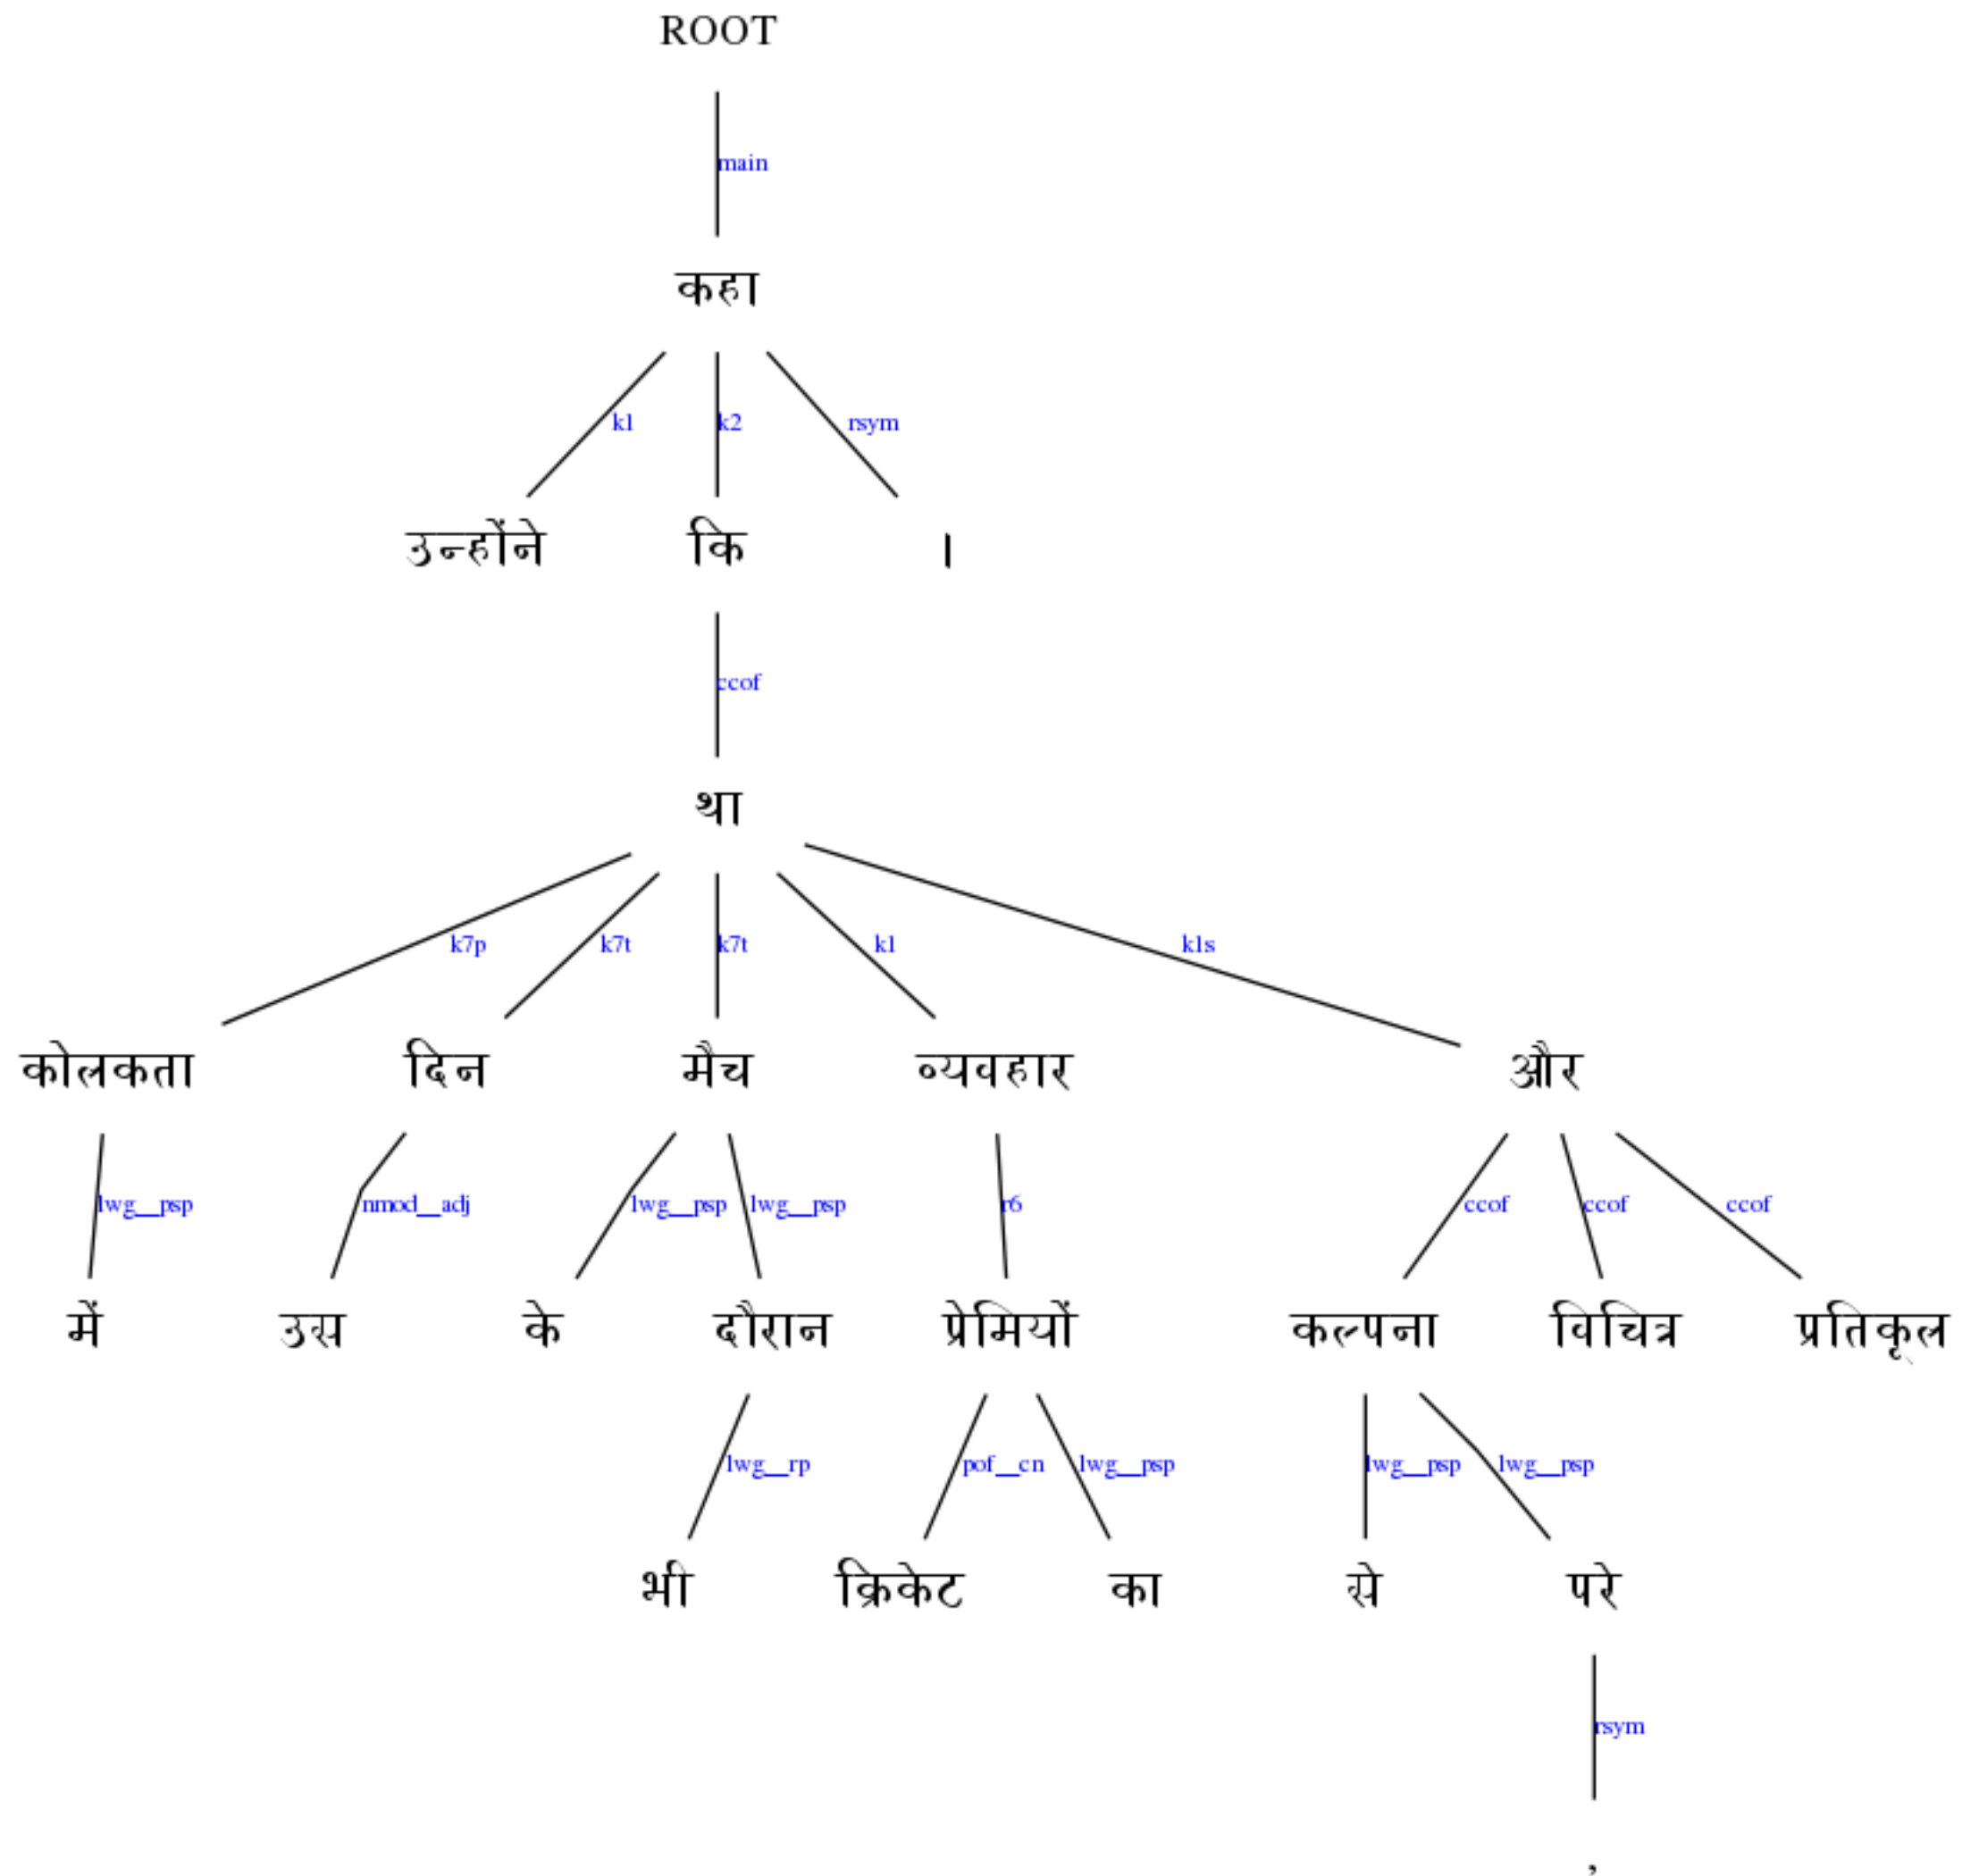 ROOT
main
कहा
k1 k2 rsym
उन्होंने कि ।
ccof
था
k7p k7t k7t k1 k1s
कोलकता दिन मैच व्यवहार और
lwg__psp nmod__adj lwg__psp lwg__psp r6 ccof ccof ccof
में उस के दौरान प्रेमियों कल्पना विचित्र प्रतिकूल
lwg__rp pof__cn lwg__psp lwg__psp lwg__psp
भी क्रिकेट का से परे
rsym
,